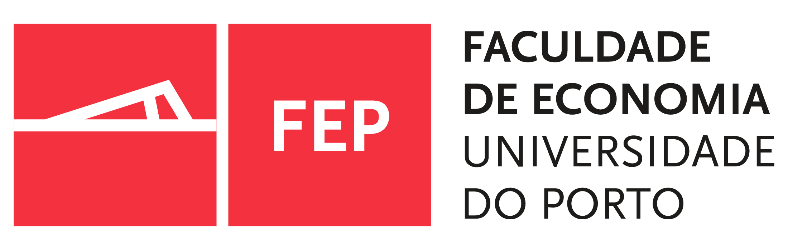 FEP
FACULDADE
DE ECONOMIA
UNIVERSIDADE
DO PORTO